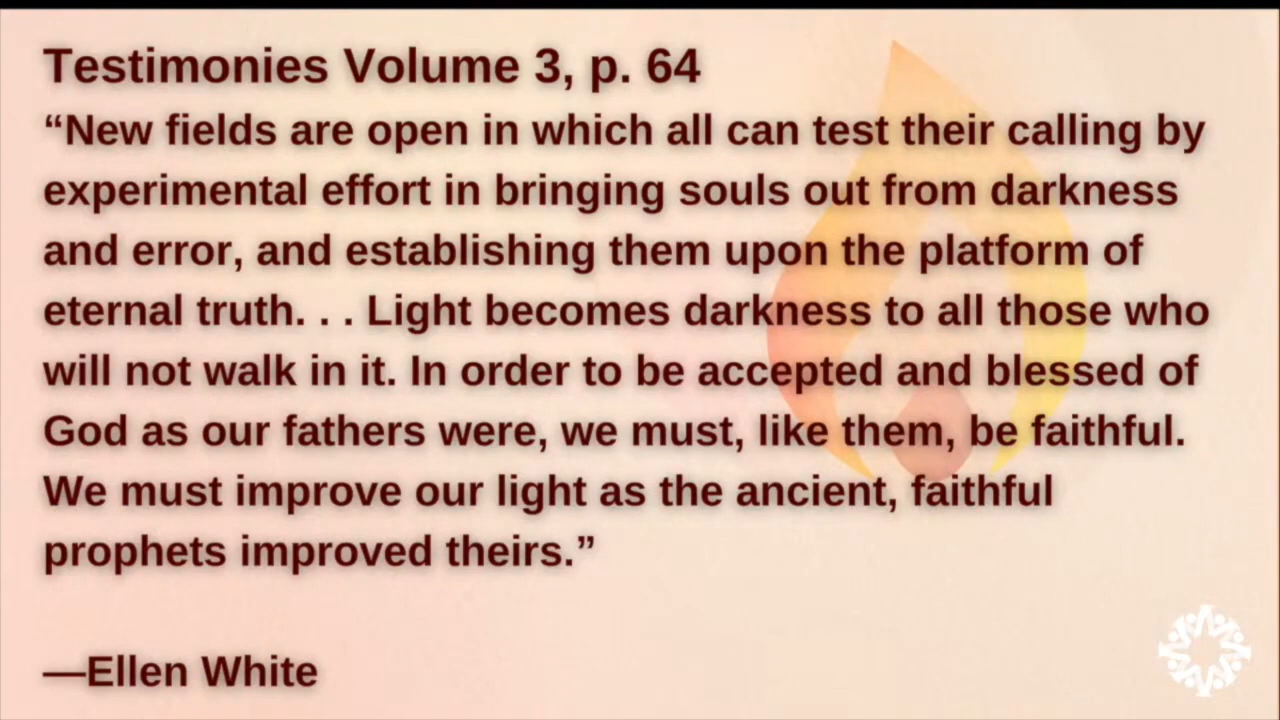 Testimonies Volume 3, p. 64
“New fields are open in which all can test their calling by
experimental effort in bringing souls out from darkness
and error, and establishing them upon the platform of
eternal truth. . . Light becomes darkness to all those who
will not walk in it. In order to be accepted and blessed of
God as our fathers were, we must, like them, be faithful.
We must improve our light as the ancient, faithful
prophets improved theirs.”
—Ellen White